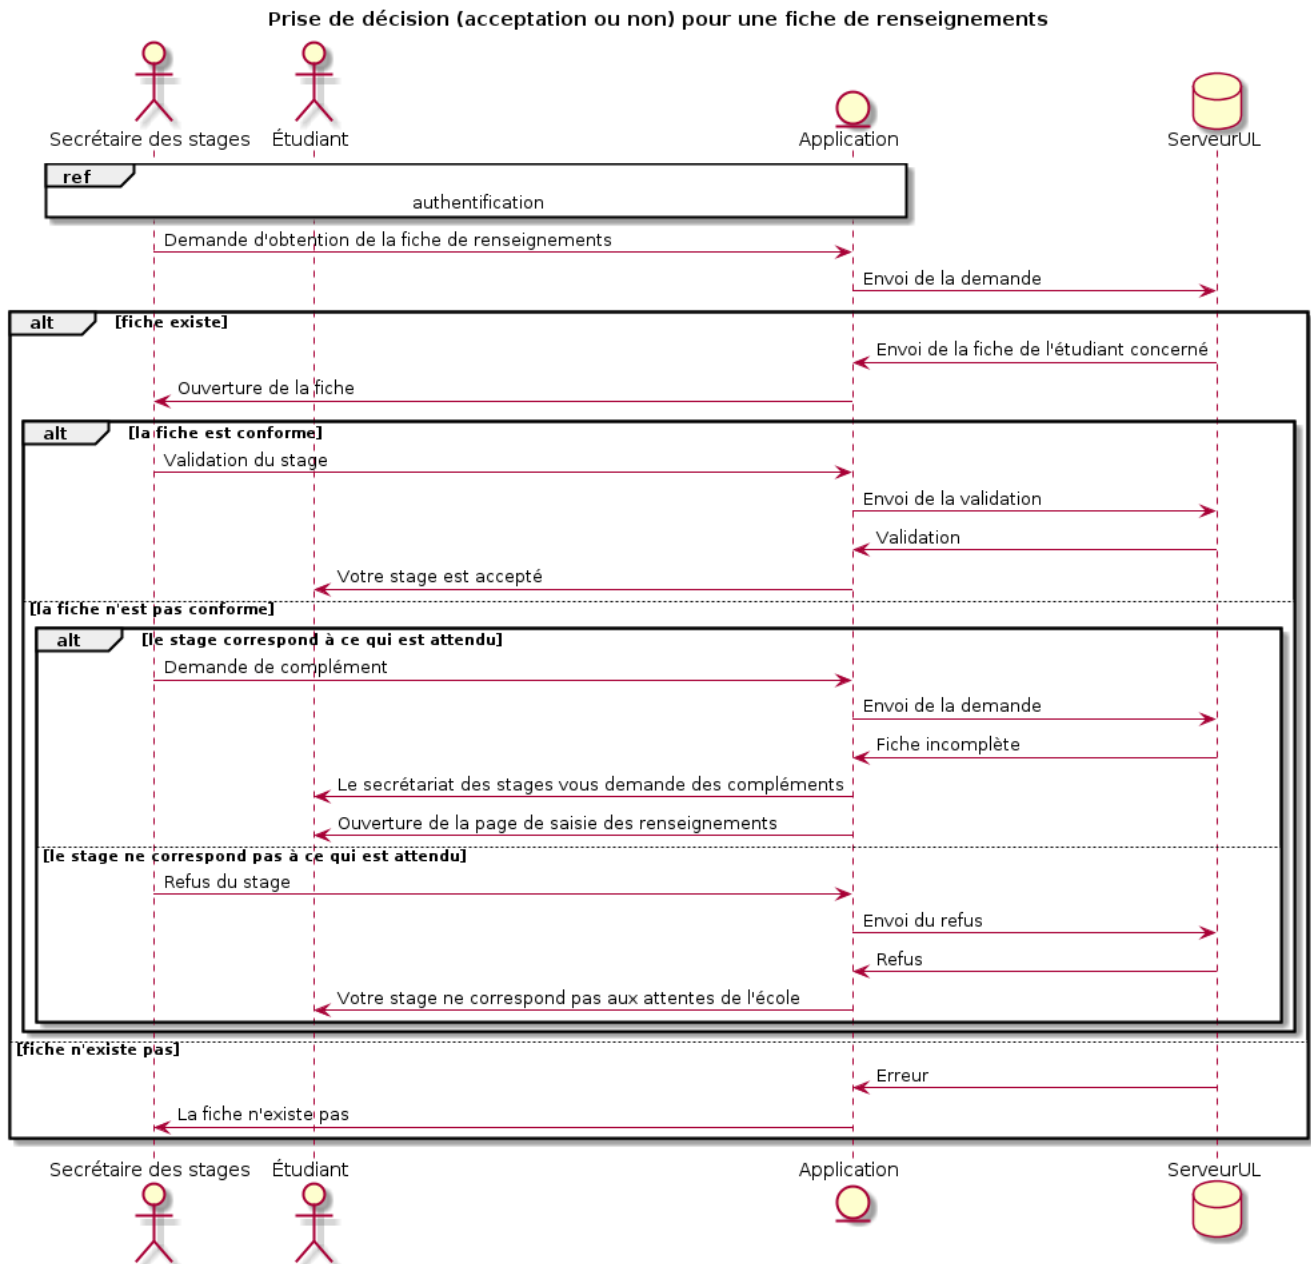 Prise de décision (acceptation ou non) pour une fiche de renseignements
Secrétaire des stages
Étudiant
Application
ServeurUL
ref
authentification
Demande d'obtention de la fiche de renseignements
Envoi de la demande
alt
[fiche existe]
Envoi de la fiche de l'étudiant concerné
Ouverture de la fiche
alt
[la fiche est conforme]
Validation du stage
Envoi de la validation
Validation
Votre stage est accepté
[la fiche n'est pas conforme]
alt
[le stage correspond à ce qui est attendu]
Demande de complément
Envoi de la demande
Fiche incomplète
Le secrétariat des stages vous demande des compléments
Ouverture de la page de saisie des renseignements
[le stage ne correspond pas à ce qui est attendu]
Refus du stage
Envoi du refus
Refus
Votre stage ne correspond pas aux attentes de l'école
[fiche n'existe pas]
Erreur
La fiche n'existe pas
Secrétaire des stages
Étudiant
Application
ServeurUL